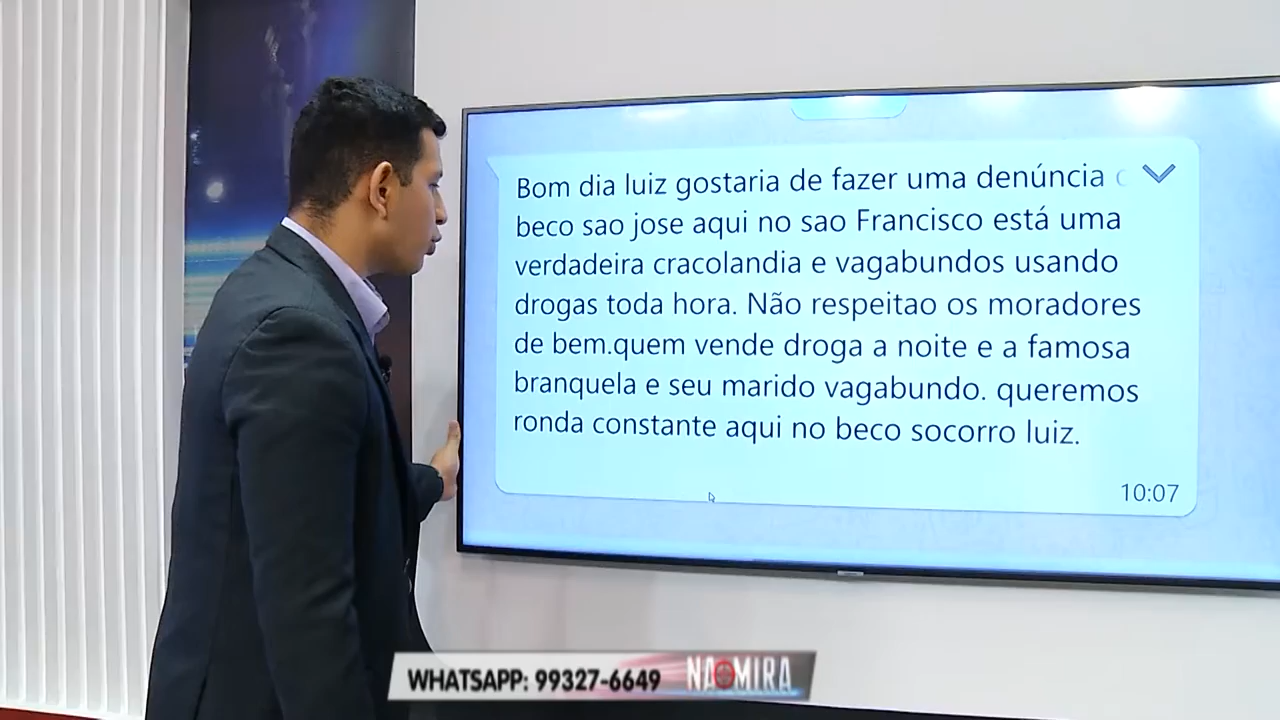 Bom dia luiz gostaria de fazer uma denúncia
beco sao jose aqui no sao Francisco está uma
verdadeira cracolandia e vagabundos usando
drogas toda hora. Não respeitao os moradores
de bem.quem vende droga a noite e a famosa
branquela e seu marido vagabundo. queremos
ronda constante aqui no beco socorro luiz.
10:07
WHATSAPP: 99327-6649 NA MIRA